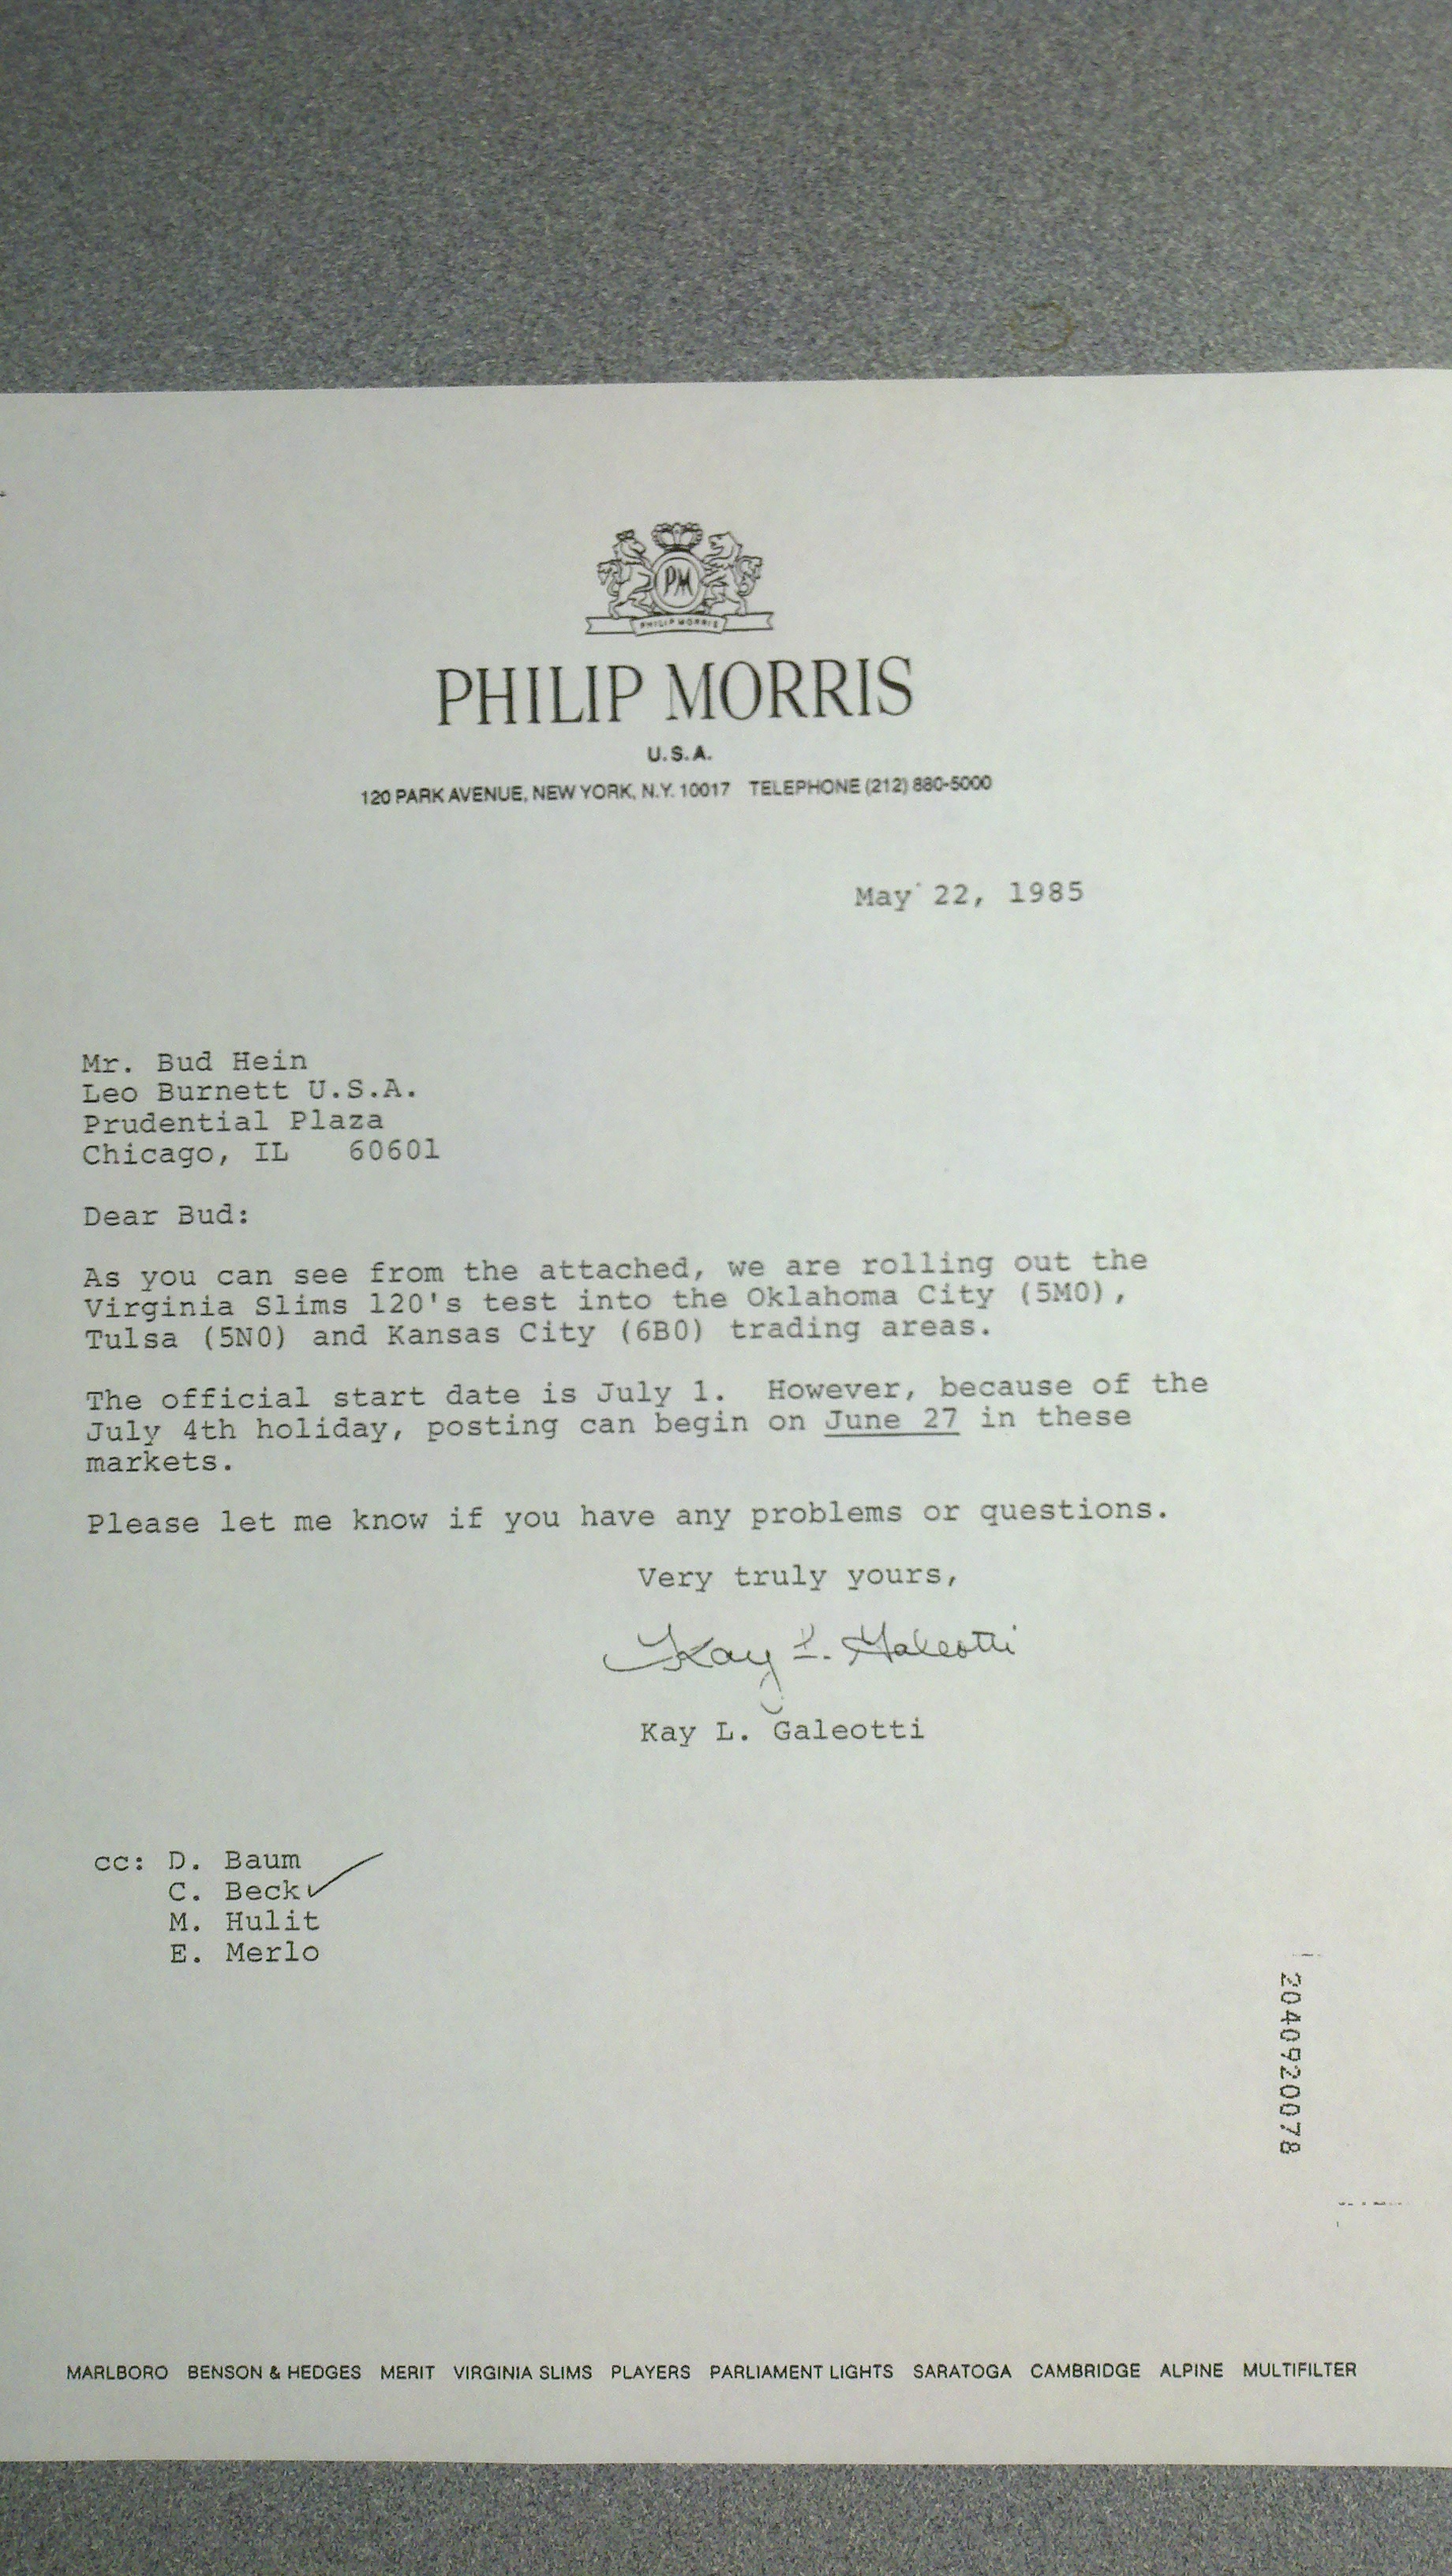 PM
PHILIP MORRIS
PHILIP MORRIS
U.S.A.
120 PARK AVENUE, NEW YORK, N.Y. 10017 TELEPHONE (212) 880-5000
May 22, 1985
Mr. Bud Hein
Leo Burnett U.S.A.
Prudential Plaza
Chicago, IL 60601
Dear Bud:
As you can see from the attached, we are rolling out the
Virginia Slims 120's test into the Oklahoma City (5M0),
Tulsa (5N0) and Kansas City (6B0) trading areas.
The official start date is July 1. However, because of the
July 4th holiday, posting can begin on June 27 in these
markets.
Please let me know if you have any problems or questions.
Very truly yours,
Kay L. Galeotti
Kay L. Galeotti
cc: D. Baum
C. Beck
M. Hulit
E. Merlo
2040920078
MARLBORO BENSON & HEDGES MERIT VIRGINIA SLIMS PLAYERS PARLIAMENT LIGHTS SARATOGA CAMBRIDGE ALPINE MULTIFILTER